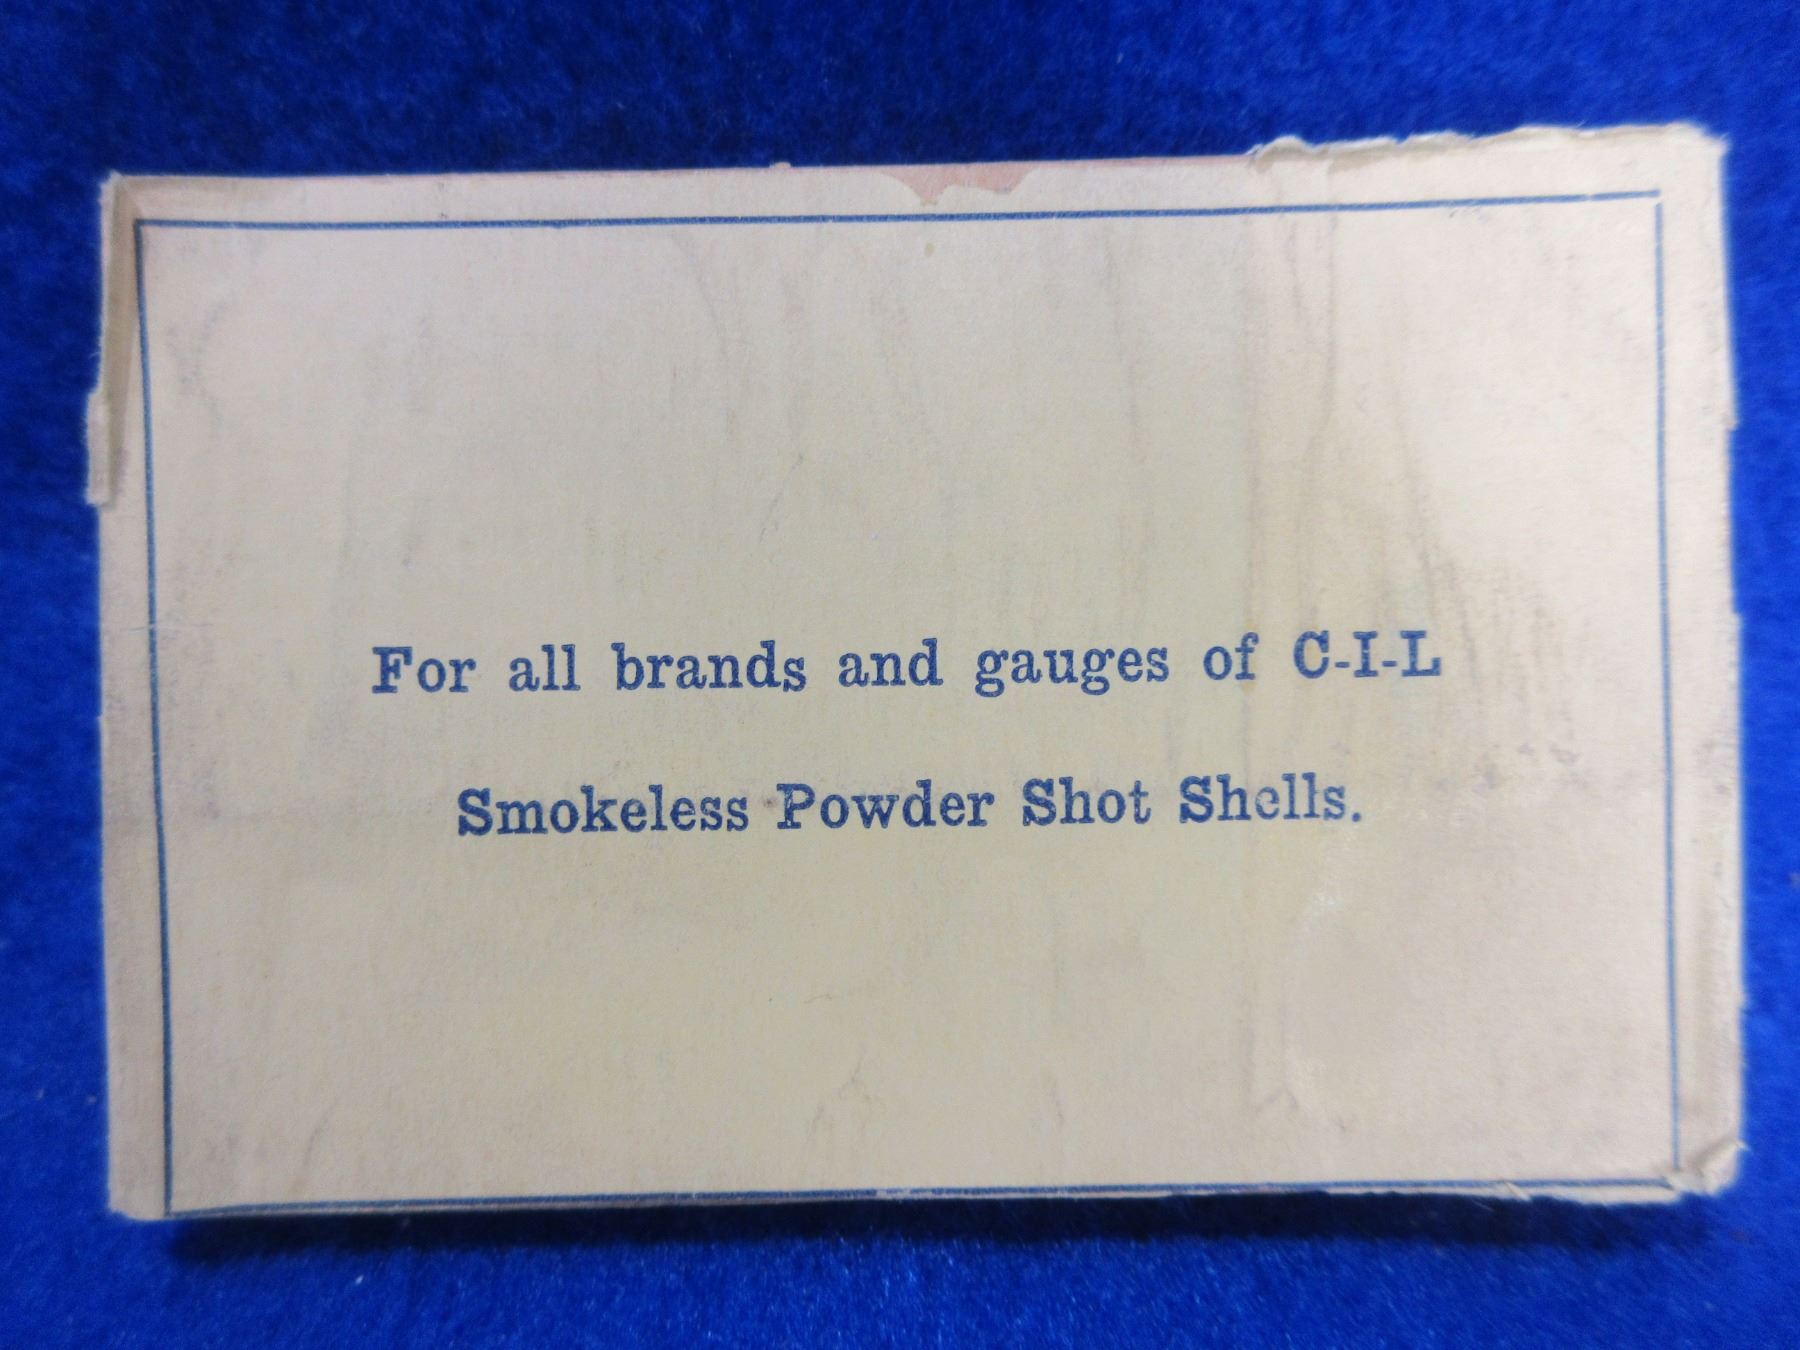 For all brands and gauges of C-I-L
Smokeless Powder Shot Shells.